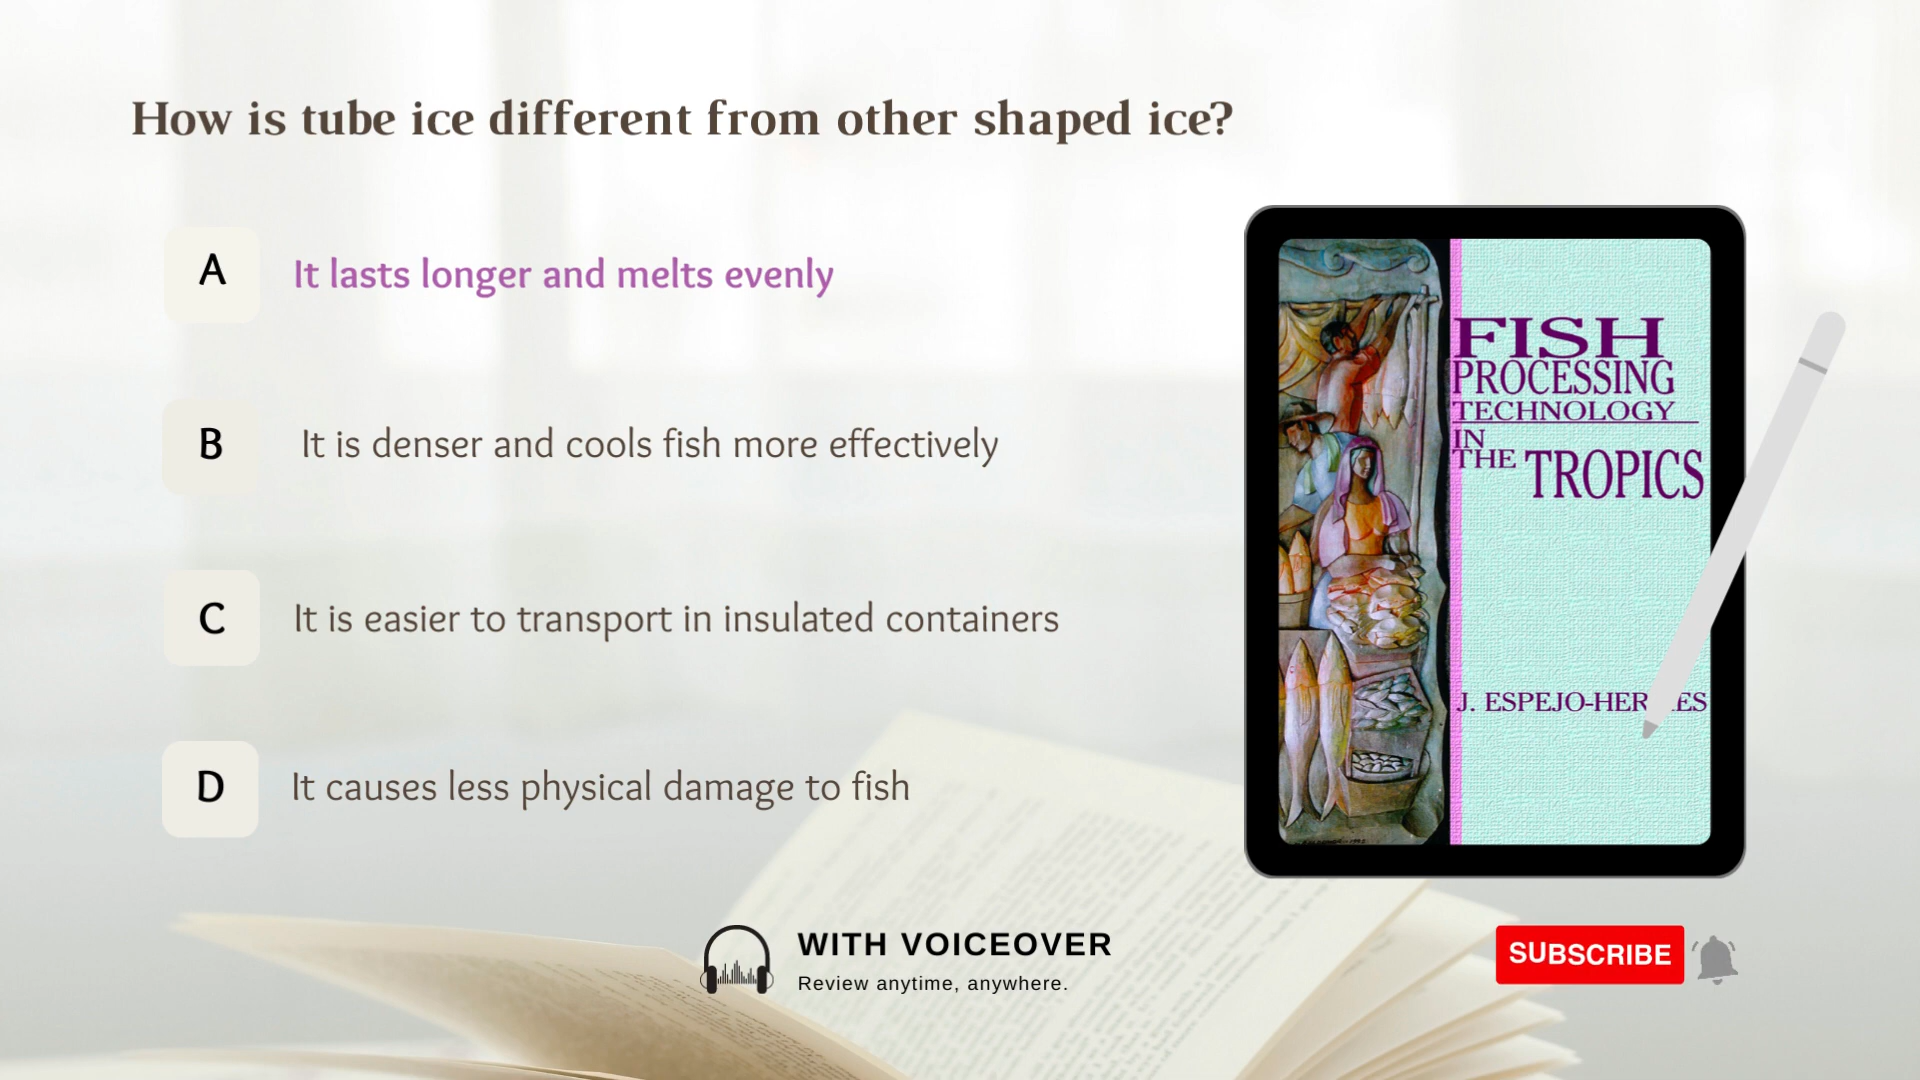 How is tube ice different from other shaped ice?
A
It lasts longer and melts evenly
B
It is denser and cools fish more effectively
C
It is easier to transport in insulated containers
D
It causes less physical damage to fish
FISH
PROCESSING
TECHNOLOGY
IN
THE TROPICS
J. ESPEJO-HER ES
WITH VOICEOVER
Review anytime, anywhere.
SUBSCRIBE